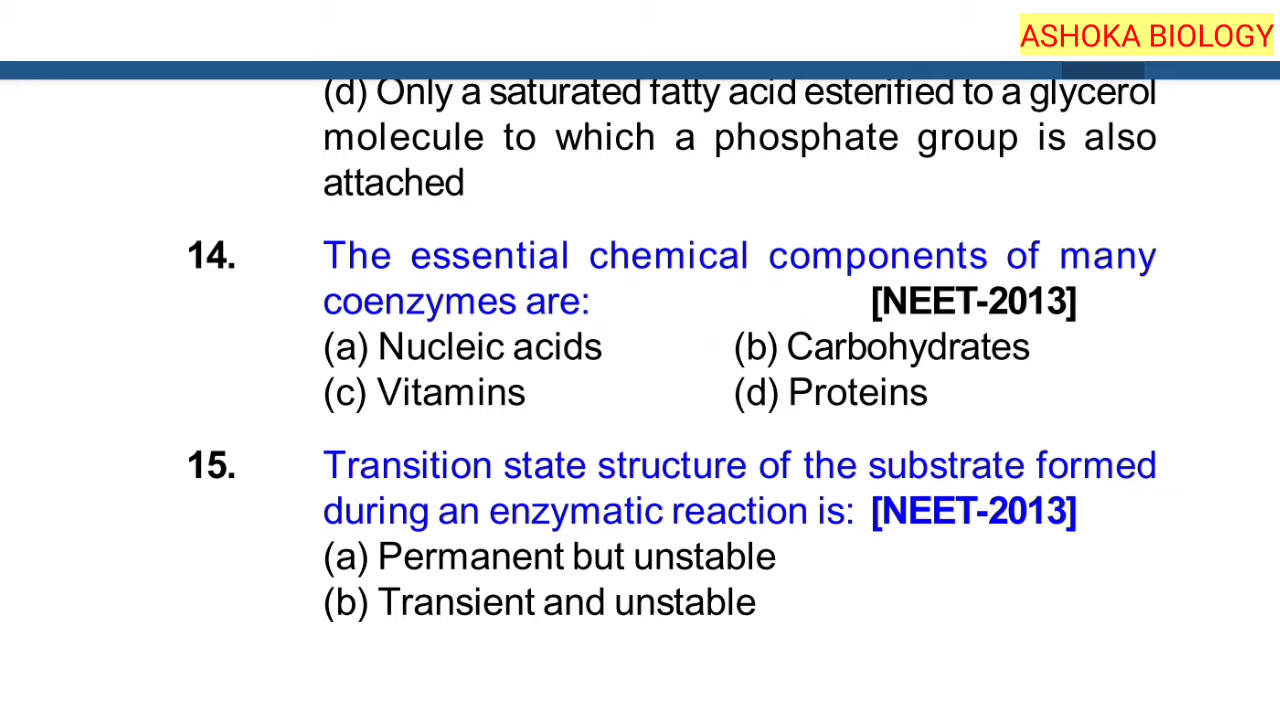 ASHOKA BIOLOGY
(d) Only a saturated fatty acid esterified to a glycerol
molecule to which a phosphate group is also
attached
14. The essential chemical components of many
coenzymes are: [NEET-2013]
(a) Nucleic acids (b) Carbohydrates
(c) Vitamins (d) Proteins
15. Transition state structure of the substrate formed
during an enzymatic reaction is: [NEET-2013]
(a) Permanent but unstable
(b) Transient and unstable